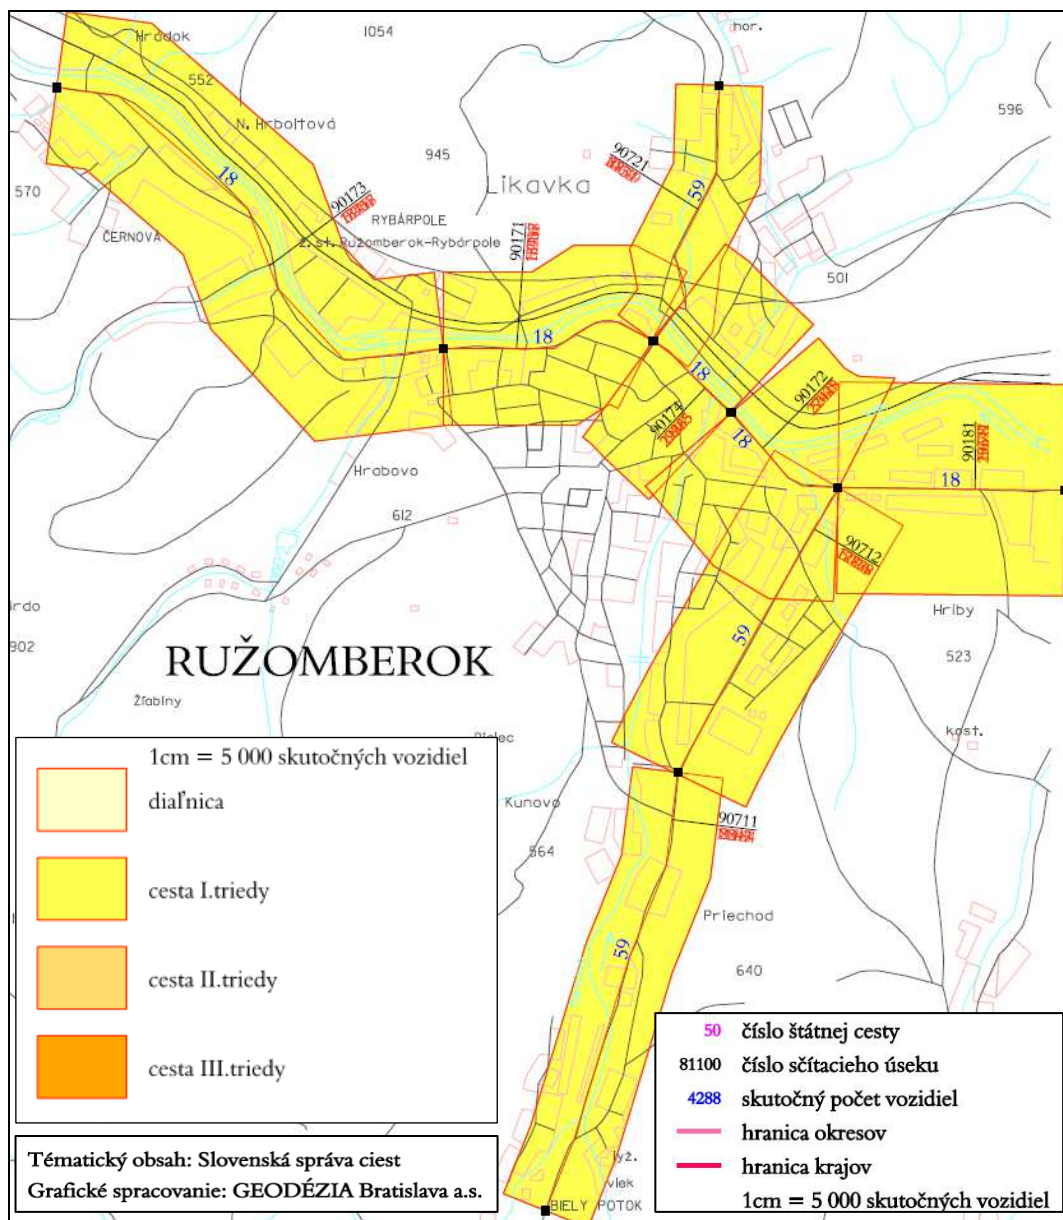 Hrádok
1054
hor.
552
N. Hrboltová
596
945
90721
570
18
90173
Likavka
59
RYBÁRPOLE
ČERNOVÁ
ž. st. Ružomberok-Rybárpole
90171
501
18
18
90172
90174
18
90181
18
Hrabovo
612
90712
Hriby
902
59
523
RUŽOMBEROK
Žľabiny
kost.
1cm = 5 000 skutočných vozidiel
diaľnica
Kunovo
90711
564
cesta I.triedy
Priechod
59
640
cesta II.triedy
50 číslo štátnej cesty
81100 číslo sčítacieho úseku
cesta III.triedy
4288 skutočný počet vozidiel
hranica okresov
Tématický obsah: Slovenská správa ciest
lyž.
hranica krajov
vlek
Grafické spracovanie: GEODÉZIA Bratislava a.s.
1cm = 5 000 skutočných vozidiel
BIELY POTOK